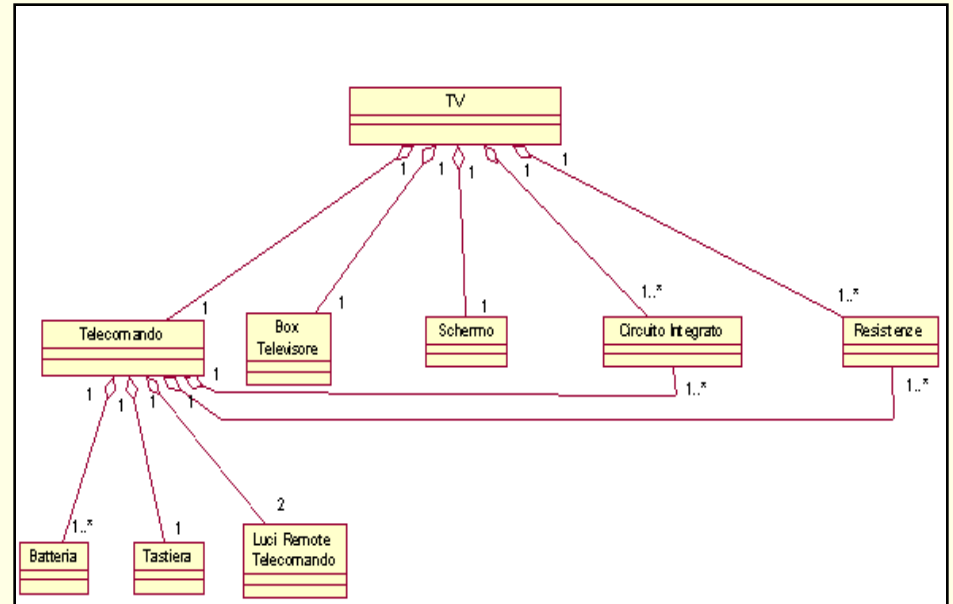 TV
1
1
1
1
1
1
1
1
1..*
1..*
Telecomando
Box
Televisore
Schermo
Circuito Integrato
Resistenze
1
1
1
1
1
1..*
1..*
1..*
1
2
Batteria
Tastiera
Luci Remote
Telecomando